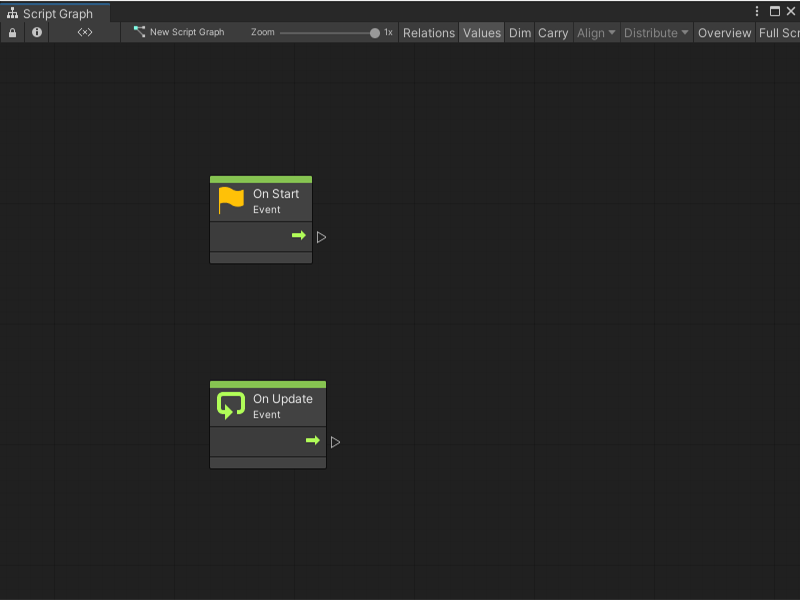 Script Graph
<×> New Script Graph Zoom 1x Relations Values Dim Carry Align Distribute Overview Full Scr
On Start
Event
On Update
Event